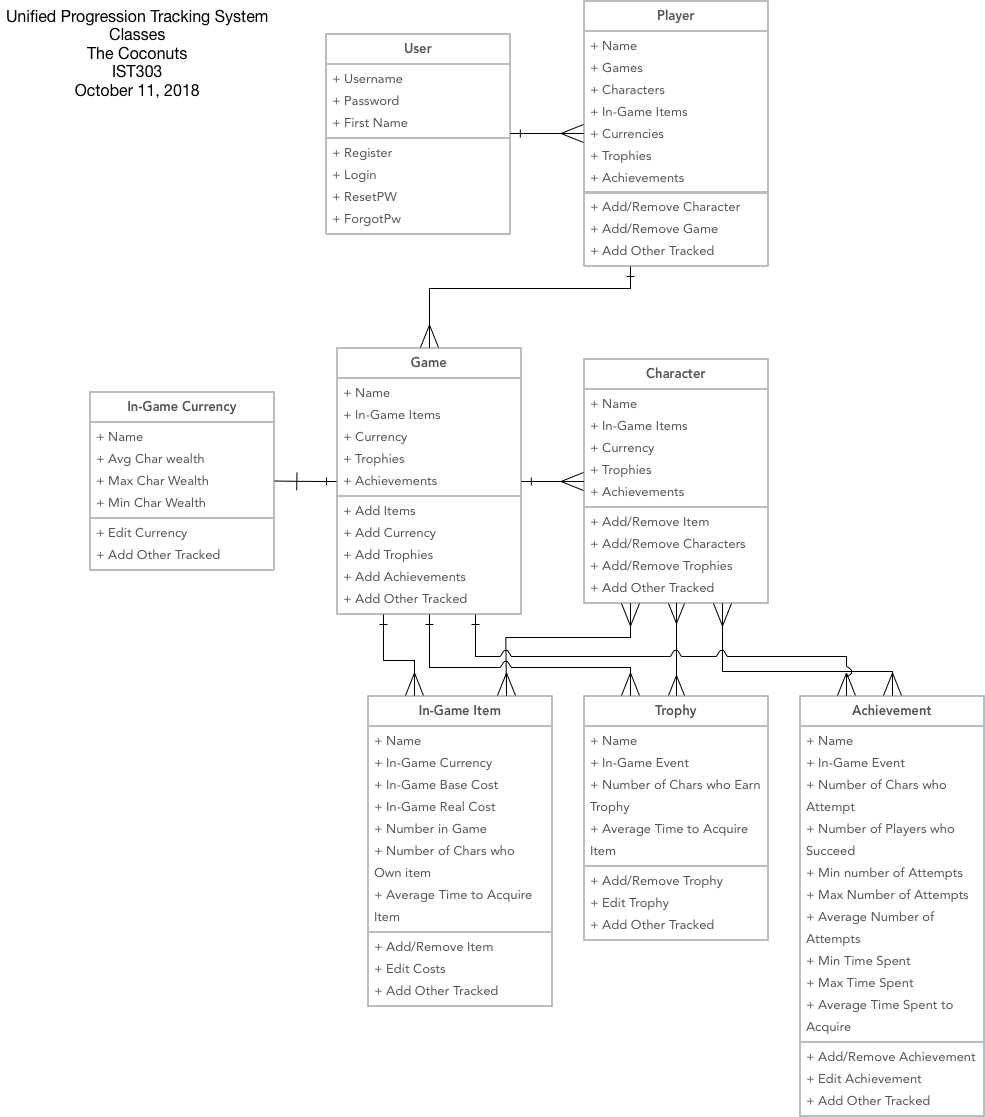 Unified Progression Tracking System
Classes
The Coconuts
IST303
October 11, 2018
User
+ Username
+ Password
+ First Name
+ Register
+ Login
+ ResetPW
+ ForgotPw
Player
+ Name
+ Games
+ Characters
+ In-Game Items
+ Currencies
+ Trophies
+ Achievements
+ Add/Remove Character
+ Add/Remove Game
+ Add Other Tracked
In-Game Currency
+ Name
+ Avg Char wealth
+ Max Char Wealth
+ Min Char Wealth
+ Edit Currency
+ Add Other Tracked
Game
+ Name
+ In-Game Items
+ Currency
+ Trophies
+ Achievements
+ Add Items
+ Add Currency
+ Add Trophies
+ Add Achievements
+ Add Other Tracked
Character
+ Name
+ In-Game Items
+ Currency
+ Trophies
+ Achievements
+ Add/Remove Item
+ Add/Remove Characters
+ Add/Remove Trophies
+ Add Other Tracked
In-Game Item
+ Name
+ In-Game Currency
+ In-Game Base Cost
+ In-Game Real Cost
+ Number in Game
+ Number of Chars who
Own item
+ Average Time to Acquire
Item
+ Add/Remove Item
+ Edit Costs
+ Add Other Tracked
Trophy
+ Name
+ In-Game Event
+ Number of Chars who Earn
Trophy
+ Average Time to Acquire
Item
+ Add/Remove Trophy
+ Edit Trophy
+ Add Other Tracked
Achievement
+ Name
+ In-Game Event
+ Number of Chars who
Attempt
+ Number of Players who
Succeed
+ Min number of Attempts
+ Max Number of Attempts
+ Average Number of
Attempts
+ Min Time Spent
+ Max Time Spent
+ Average Time Spent to
Acquire
+ Add/Remove Achievement
+ Edit Achievement
+ Add Other Tracked